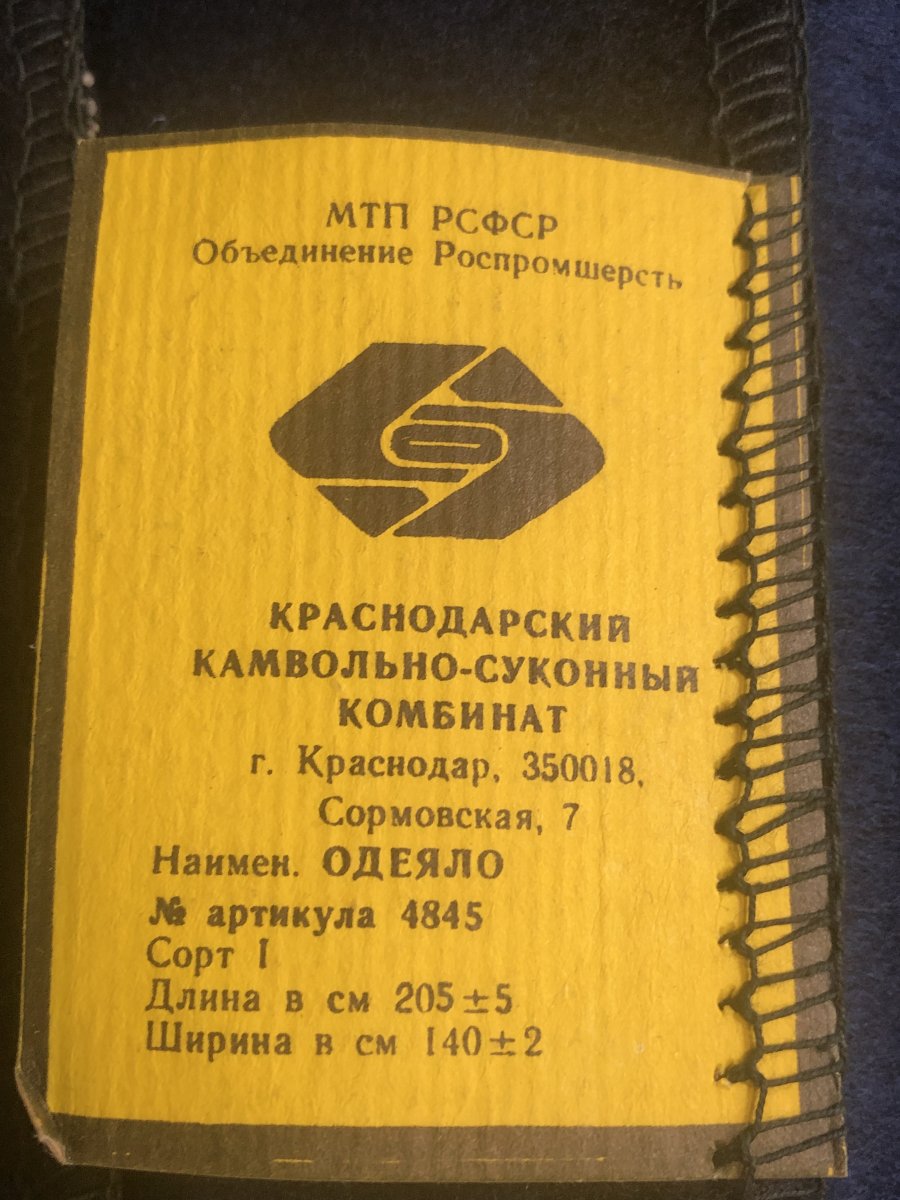 МТП РСФСР
Объединение Роспромшерсть
КРАСНОДАРСКИЙ
КАМВОЛЬНО-СУКОННЫЙ
КОМБИНАТ
г. Краснодар, 350018,
Сормовская, 7
Наимен. ОДЕЯЛО
№ артикула 4845
Сорт I
Длина в см 205±5
Ширина в см 140±2